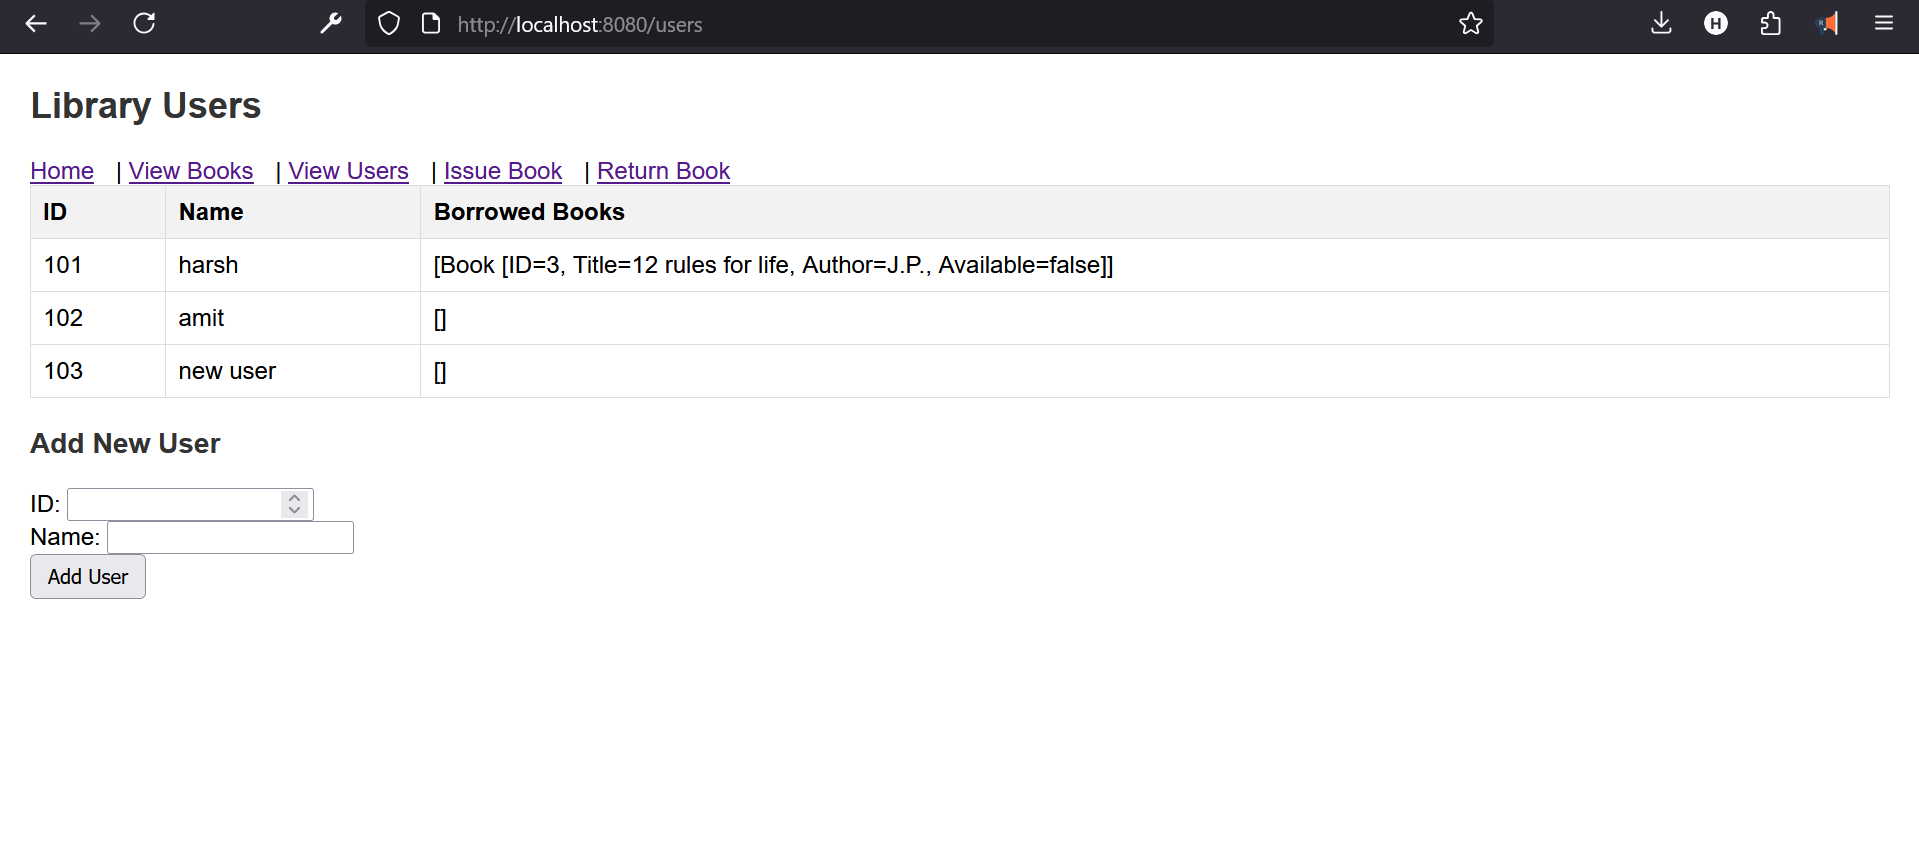 http://localhost:8080/users
H
Library Users
Home | View Books | View Users | Issue Book | Return Book
ID Name Borrowed Books
101 harsh [Book [ID=3, Title=12 rules for life, Author=J.P., Available=false]]
102 amit []
103 new user []
Add New User
ID:
Name:
Add User